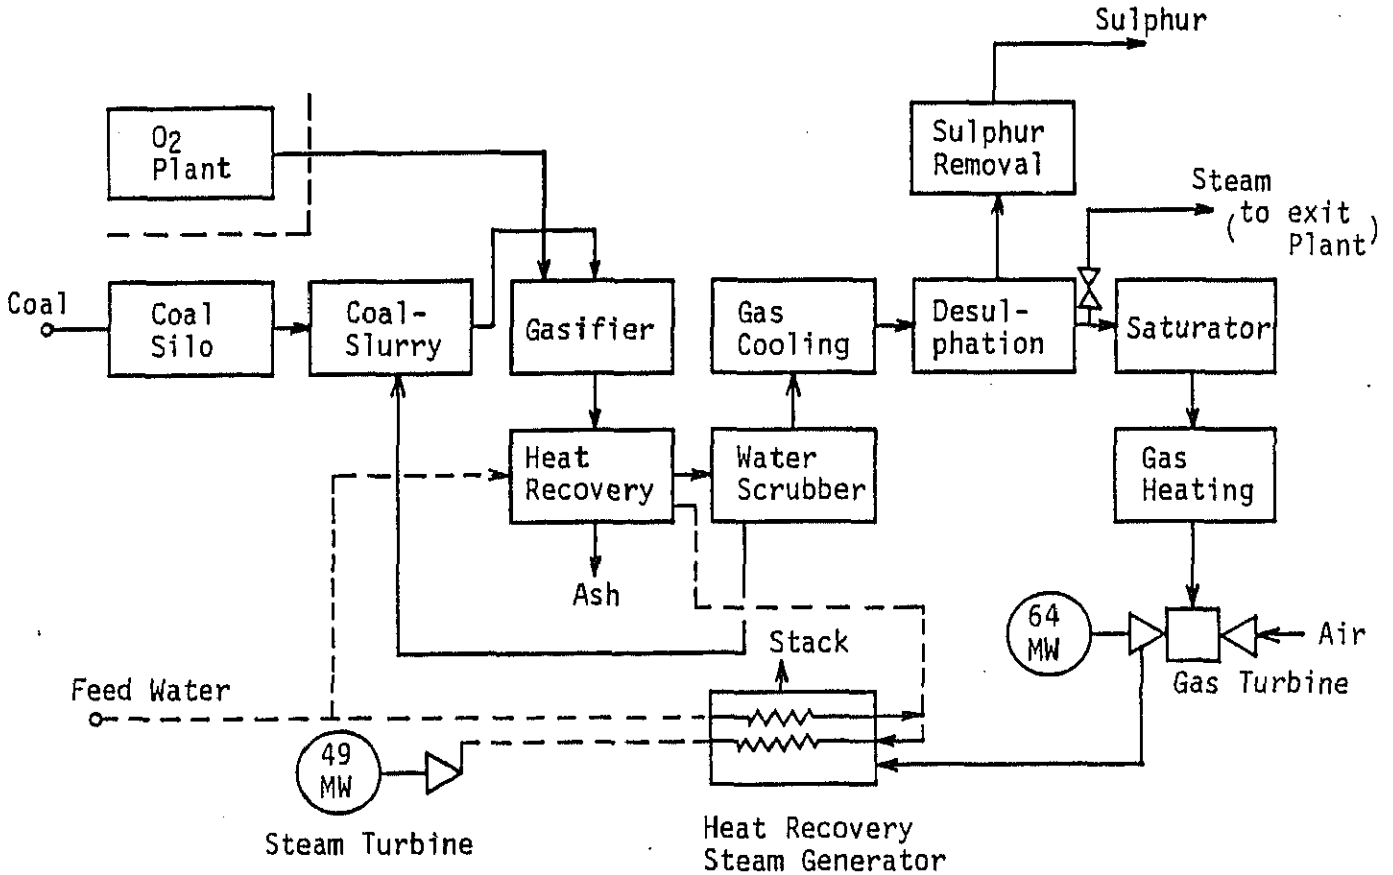 Sulphur
O2
Plant
Sulphur
Removal
Steam
(to exit
Plant)
Coal
Coal
Silo
Coal-
Slurry
Gasifier
Gas
Cooling
Desul-
phation
Saturator
Heat
Recovery
Water
Scrubber
Gas
Heating
Ash
64
MW
Air
Gas Turbine
Stack
Feed Water
49
MW
Steam Turbine
Heat Recovery
Steam Generator